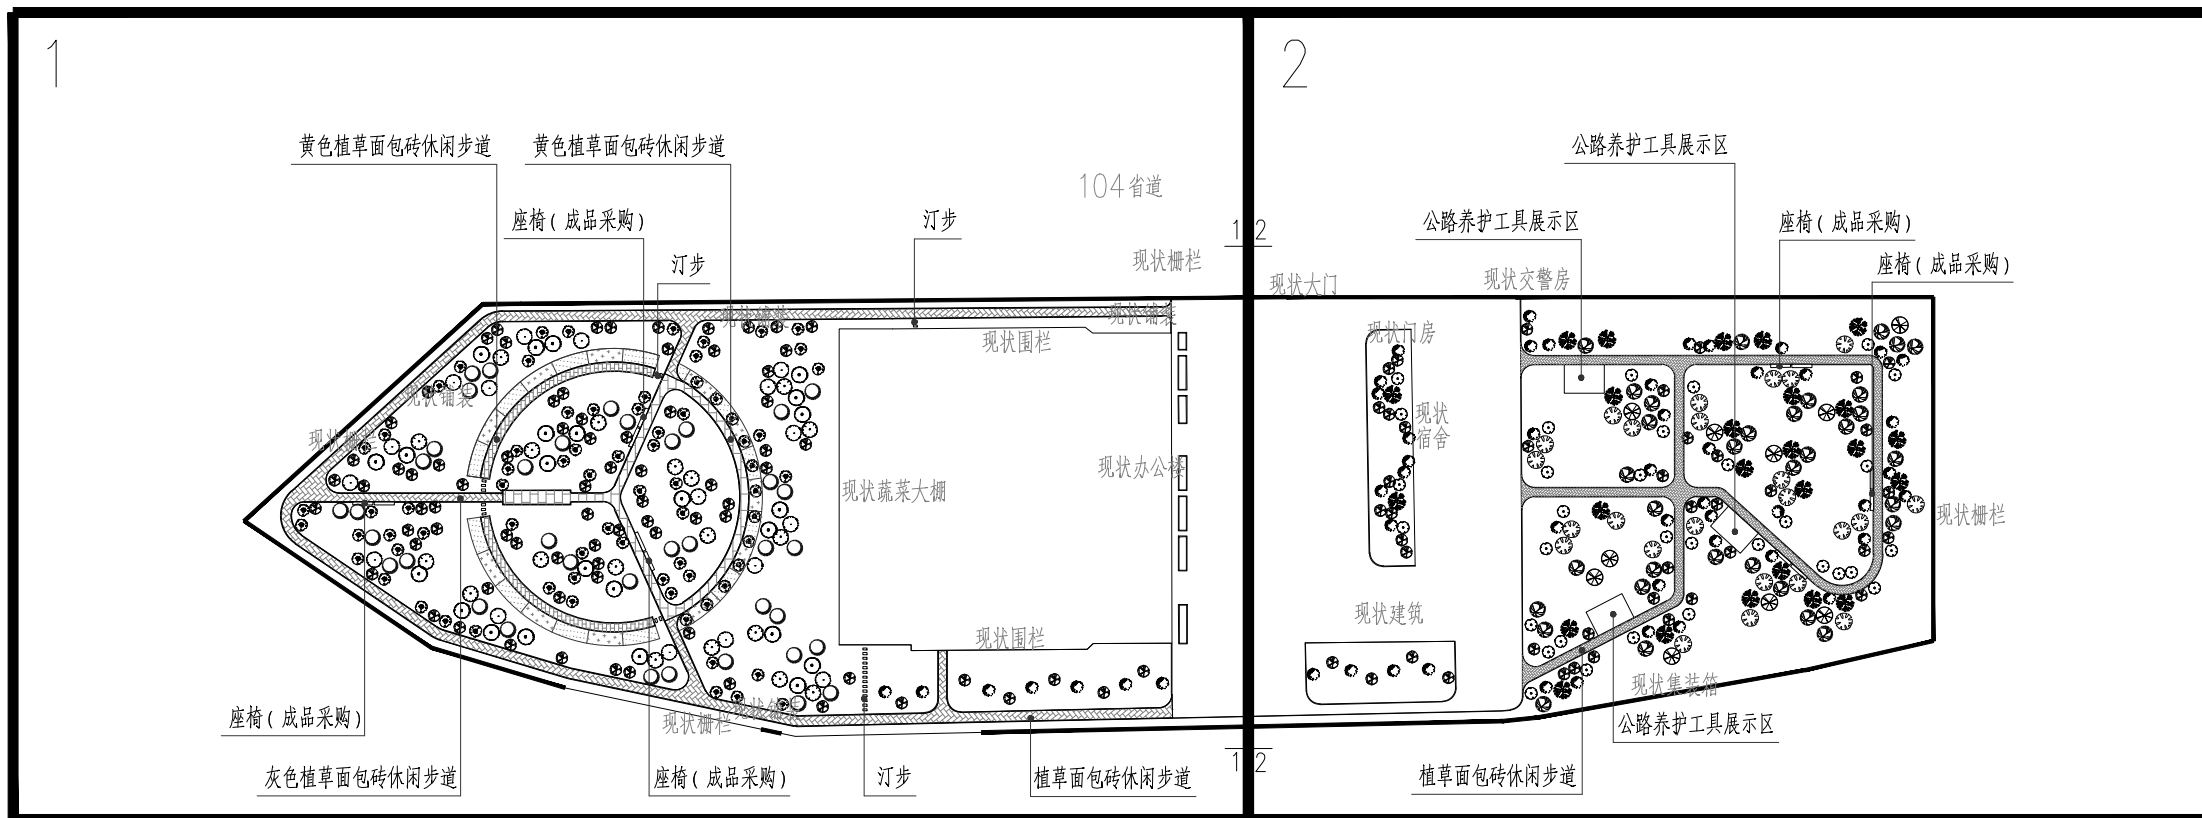 1
2
黄色植草面包砖休闲步道
黄色植草面包砖休闲步道
公路养护工具展示区
104省道
座椅(成品采购)
汀步
公路养护工具展示区
座椅(成品采购)
1
2
汀步
现状栅栏
现状大门
现状交警房
座椅(成品采购)
现状铺装
现状铺装
现状围栏
现状门房
现状铺装
现状栅栏
现状
宿舍
现状蔬菜大棚
现状办公楼
现状栅栏
现状围栏
现状建筑
现状集装箱
现状铺装
现状栅栏
座椅(成品采购)
公路养护工具展示区
1
2
灰色植草面包砖休闲步道
座椅(成品采购)
汀步
植草面包砖休闲步道
植草面包砖休闲步道